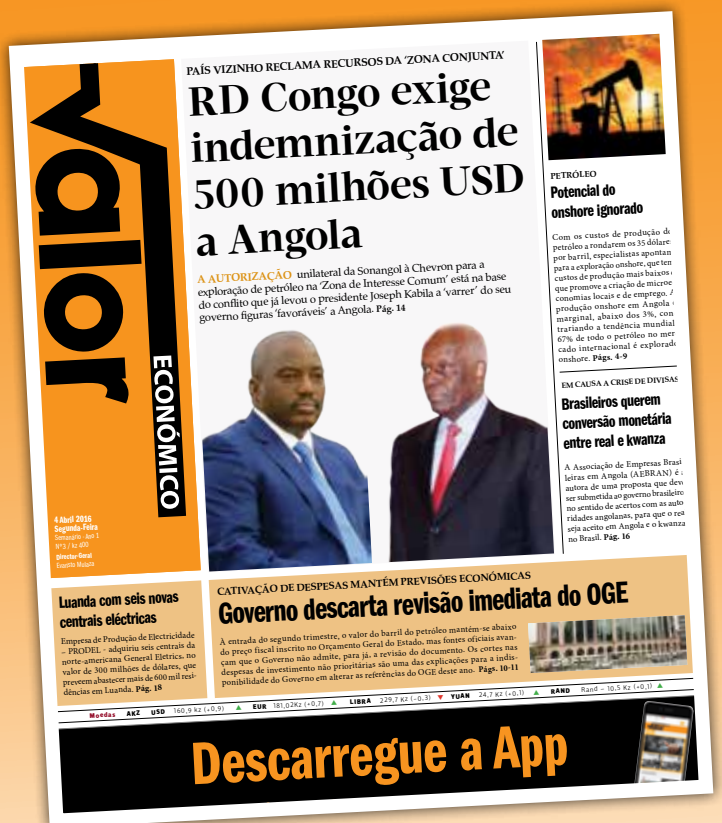 Valor
ECONÓMICO
4 Abril 2016
Segunda-Feira
Semanário - Ano 1
Nº3 / kz 400
Director-Geral
Evaristo Mulaza
PAÍS VIZINHO RECLAMA RECURSOS DA ‘ZONA CONJUNTA’
RD Congo exige
indemnização de
500 milhões USD
a Angola
A AUTORIZAÇÃO unilateral da Sonangol à Chevron para a
exploração de petróleo na ‘Zona de Interesse Comum’ está na base
do conflito que já levou o presidente Joseph Kabila a ‘varrer’ do seu
governo figuras ‘favoráveis’ a Angola. Pág. 14
PETRÓLEO
Potencial do
onshore ignorado
Com os custos de produção de
petróleo a rondarem os 35 dólare
por barril, especialistas apontan
para a exploração onshore, que ten
custos de produção mais baixos
que promove a criação de microe
conomias locais e de emprego. A
produção onshore em Angola
marginal, abaixo dos 3%, con
trariando a tendência mundial
67% de todo o petróleo no mer
cado internacional é explorado
onshore. Págs. 4-9
EM CAUSA A CRISE DE DIVISAS
Brasileiros querem
conversão monetária
entre real e kwanza
A Associação de Empresas Brasi
leiras em Angola (AEBRAN) é
autora de uma proposta que dev
ser submetida ao governo brasileiro
no sentido de acertos com as auto
ridades angolanas, para que o rea
seja aceito em Angola e o kwanza
no Brasil. Pág. 16
Luanda com seis novas
centrais eléctricas
Empresa de Produção de Electricidade
– PRODEL - adquiriu seis centrais da
norte-americana General Eletrics, no
valor de 300 milhões de dólares, que
preveem abastecer mais de 600 mil resi-
dências em Luanda. Pág. 18
CATIVAÇÃO DE DESPESAS MANTÉM PREVISÕES ECONÓMICAS
Governo descarta revisão imediata do OGE
À entrada do segundo trimestre, o valor do barril do petróleo mantém-se abaixo
do preço fiscal inscrito no Orçamento Geral do Estado, mas fontes oficiais avan-
çam que o Governo não admite, para já, a revisão do documento. Os cortes nas
despesas de investimento não prioritárias são uma das explicações para a indis-
ponibilidade do Governo em alterar as referências do OGE deste ano. Págs. 10-11
Moedas AKZ USD 160,9 kz (+0,9) ▲ EUR 181,02Kz (+0,7) ▲ LIBRA 229,7 Kz (-0,3) ▼ YUAN 24,7 Kz (+0,1) ▲ RAND Rand – 10,5 Kz (+0,1) ▲
Descarregue a App